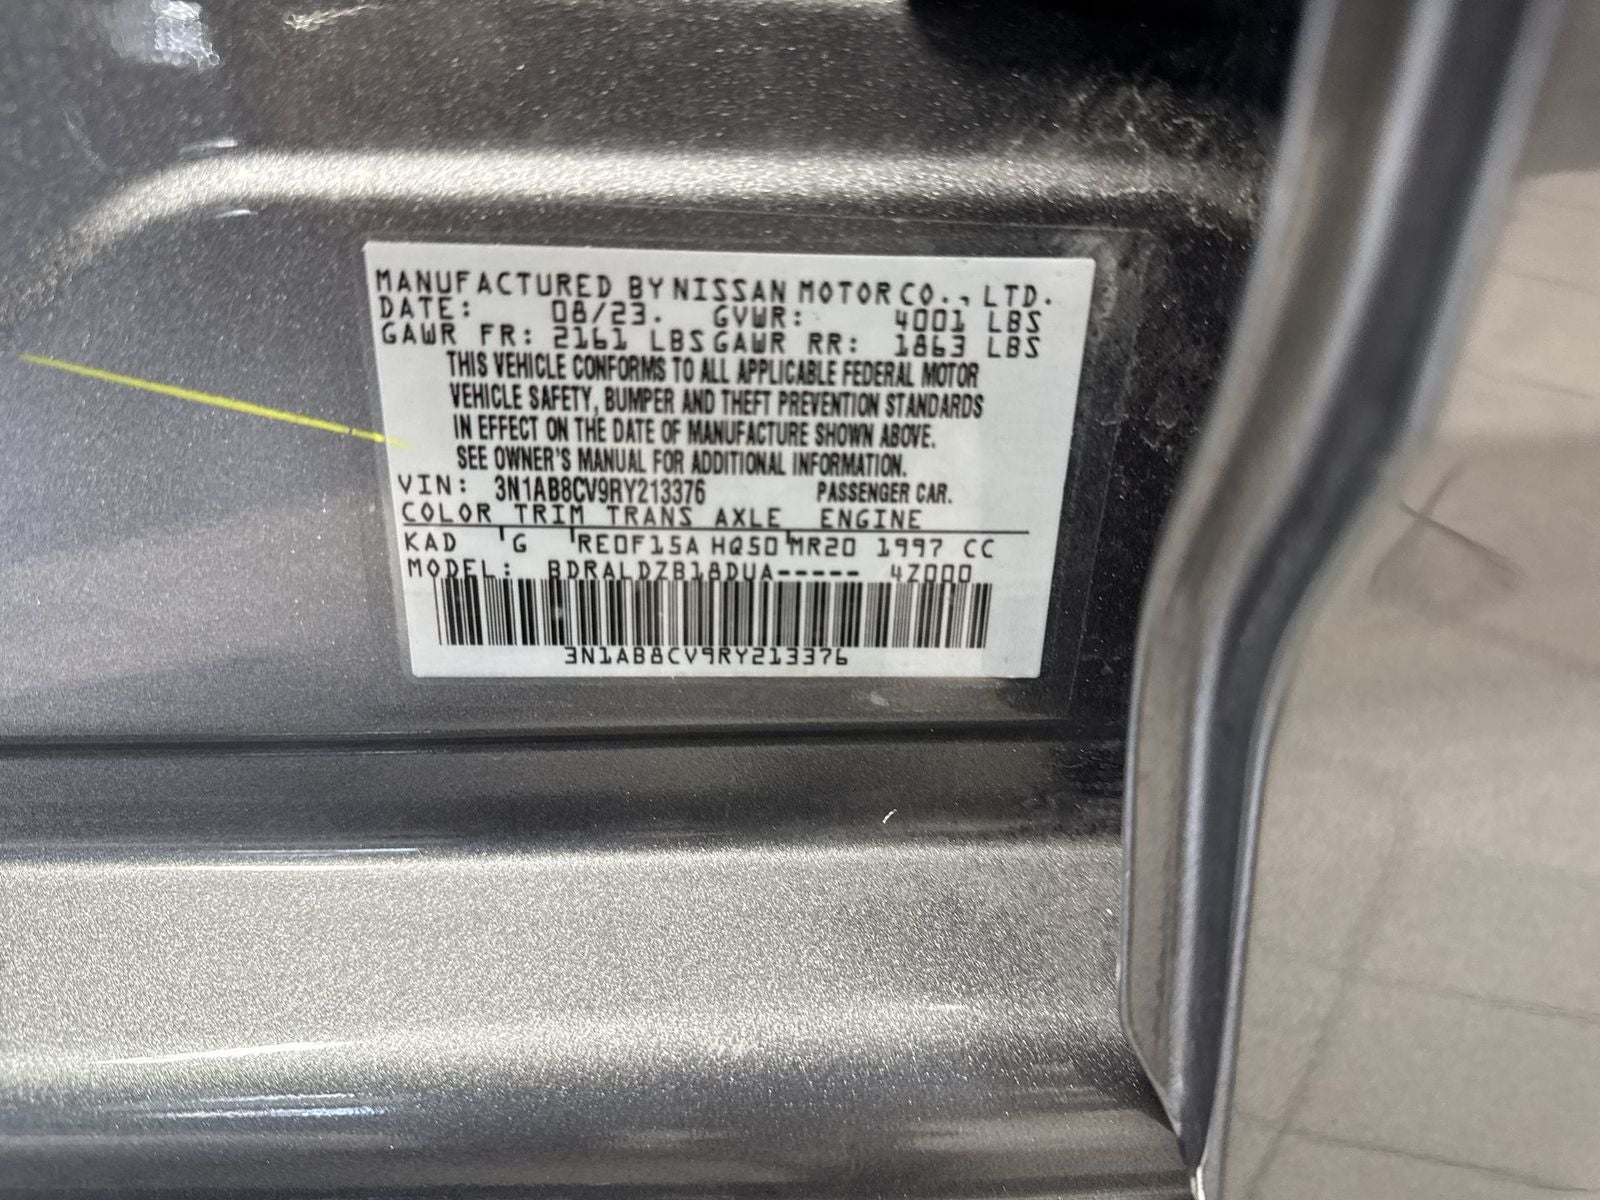 MANUFACTURED BY NISSAN MOTOR CO., LTD.
DATE: 08/23. GVWR: 4001 LBS
GAWR FR: 2161 LBS GAWR RR: 1863 LBS
THIS VEHICLE CONFORMS TO ALL APPLICABLE FEDERAL MOTOR
VEHICLE SAFETY, BUMPER AND THEFT PREVENTION STANDARDS
IN EFFECT ON THE DATE OF MANUFACTURE SHOWN ABOVE.
SEE OWNER'S MANUAL FOR ADDITIONAL INFORMATION.
VIN: 3N1AB8CV9RY213376 PASSENGER CAR.
COLOR TRIM TRANS AXLE ENGINE
KAD G RE0F15A HQ50 MR20 1997 CC
MODEL: BDRALDZB18DUA----- 4Z000
3N1AB8CV9RY213376